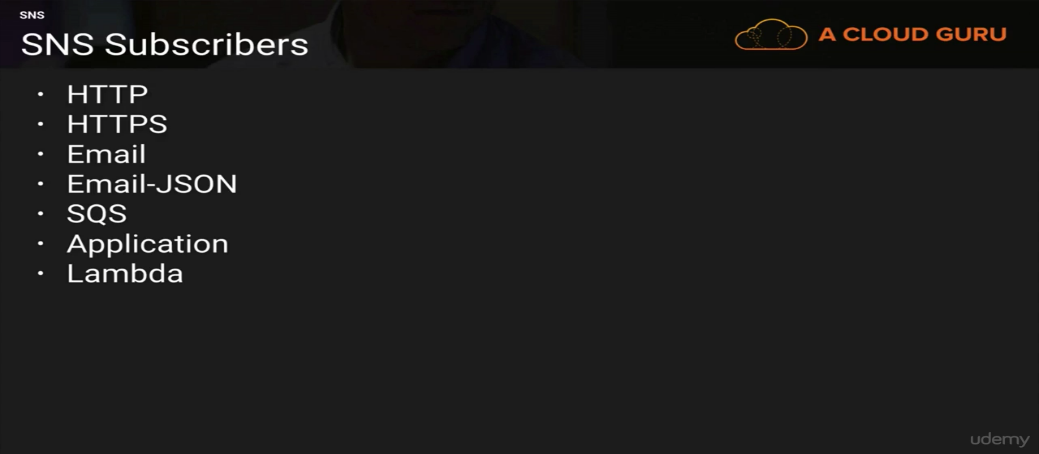 SNS
SNS Subscribers
A CLOUD GURU
• HTTP
• HTTPS
• Email
• Email-JSON
• SQS
• Application
• Lambda
udemy